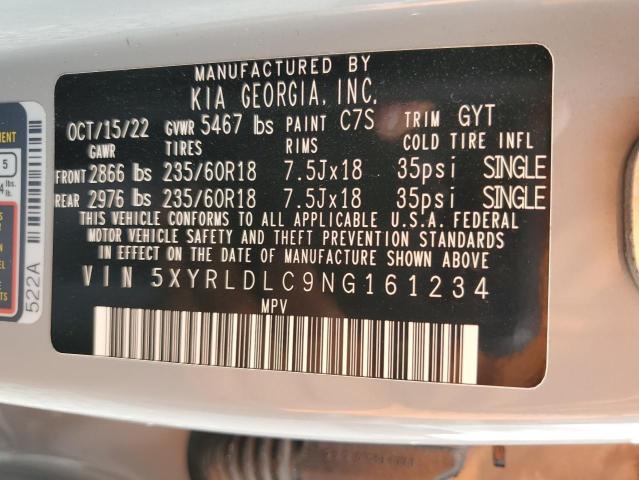 MANUFACTURED BY
KIA GEORGIA, INC.
OCT/15/22 GVWR 5467 lbs PAINT C7S TRIM GYT
GAWR TIRES RIMS COLD TIRE INFL
FRONT 2866 lbs 235/60R18 7.5Jx18 35psi SINGLE
REAR 2976 lbs 235/60R18 7.5Jx18 35psi SINGLE
THIS VEHICLE CONFORMS TO ALL APPLICABLE U.S.A. FEDERAL
MOTOR VEHICLE SAFETY AND THEFT PREVENTION STANDARDS
IN EFFECT ON THE DATE OF MANUFACTURE SHOWN ABOVE
VIN 5XYRLDLC9NG161234
MPV
5
lbs.
522A